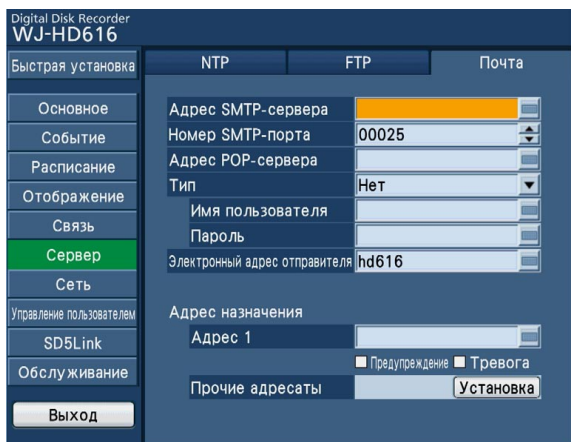 Digital Disk Recorder
WJ-HD616
Быстрая установка
NTP FTP Почта
Основное
Событие
Расписание
Отображение
Связь
Сервер
Сеть
Управление пользователем
SD5Link
Обслуживание
Выход
Адрес SMTP-сервера
Номер SMTP-порта 00025
Адрес POP-сервера
Тип Нет
Имя пользователя
Пароль
Электронный адрес отправителя hd616
Адрес назначения
Адрес 1
Предупреждение Тревога
Прочие адресаты Установка